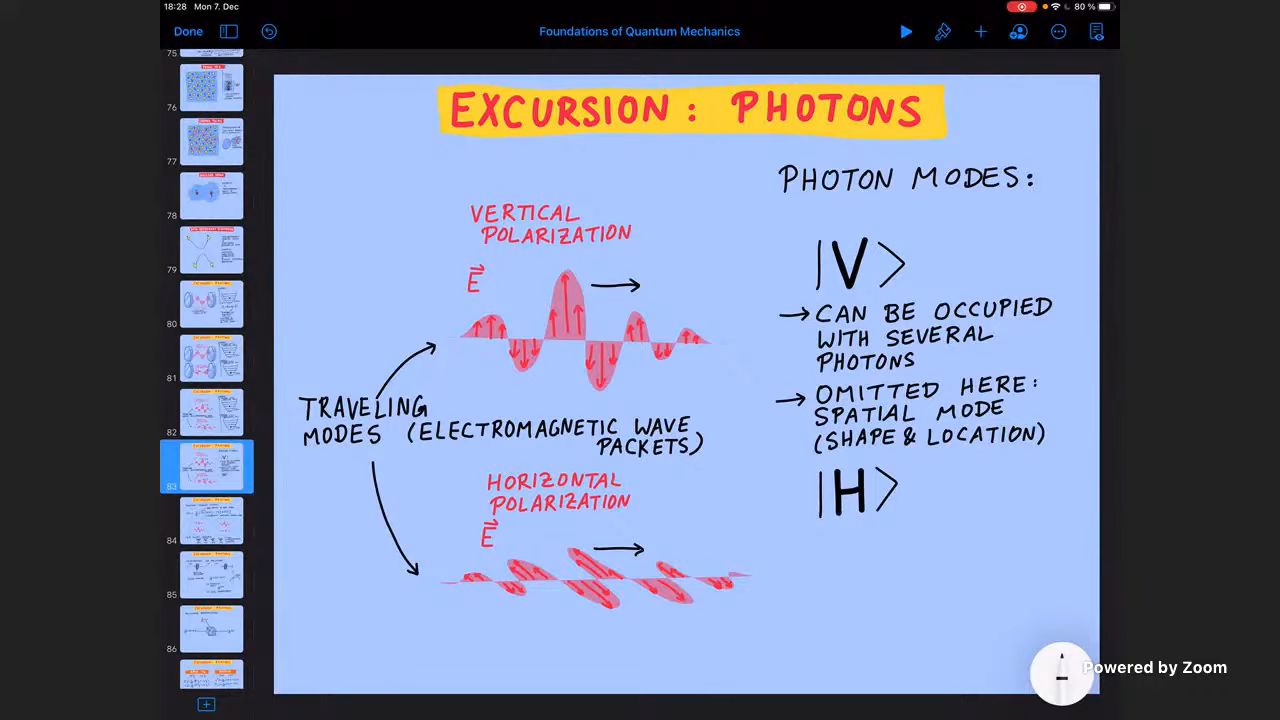 18:28 Mon 7. Dec
80 %
Done
Foundations of Quantum Mechanics
75
76
77
78
79
80
81
82
83
84
85
86
EXCURSION: PHOTONS
PHOTON MODES:
VERTICAL
POLARIZATION
E
|V>
→ CAN BE OCCUPIED
WITH SEVERAL
PHOTONS
→ OMITTED HERE:
SPATIAL MODE
(SHAPE & LOCATION)
|H>
TRAVELING
MODES (ELECTROMAGNETIC WAVE
PACKETS)
HORIZONTAL
POLARIZATION
E
Powered by Zoom